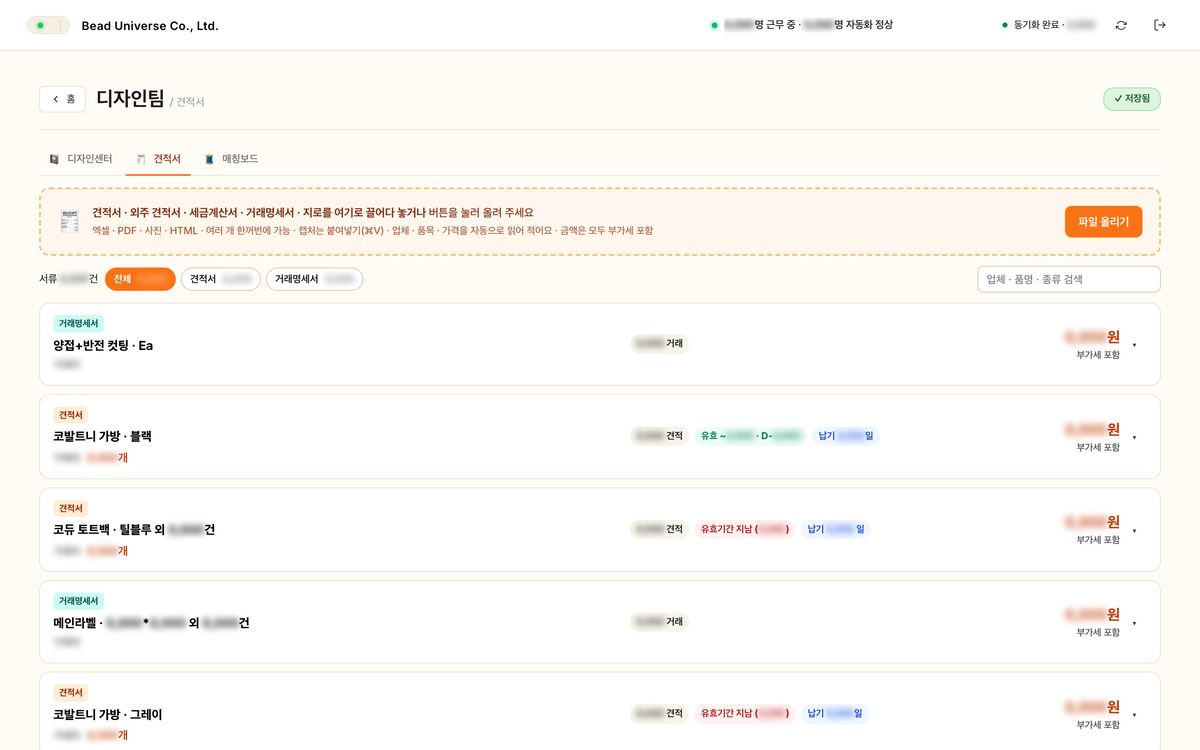 Bead Universe Co., Ltd.
명 근무 중 · 명 자동화 정상
동기화 완료 ·
홈
디자인팀 / 견적서
✓ 저장됨
디자인센터
견적서
매칭보드
RECEIPT
견적서 · 외주 견적서 · 세금계산서 · 거래명세서 · 지로를 여기로 끌어다 놓거나 버튼을 눌러 올려 주세요
엑셀 · PDF · 사진 · HTML · 여러 개 한꺼번에 가능 · 캡처는 붙여넣기(⌘V) · 업체 · 품목 · 가격을 자동으로 읽어 적어요 · 금액은 모두 부가세 포함
파일 올리기
서류 건
전체
견적서
거래명세서
업체 · 품명 · 종류 검색
거래명세서
양접+반전 컷팅 · Ea
거래
원
부가세 포함
견적서
코발트니 가방 · 블랙
개
견적
유효 ~ · D-
납기 일
원
부가세 포함
견적서
코듀 토트백 · 틸블루 외 건
개
견적
유효기간 지남 ( )
납기 일
원
부가세 포함
거래명세서
메인라벨 · * 외 건
거래
원
부가세 포함
견적서
코발트니 가방 · 그레이
개
견적
유효기간 지남 ( )
납기 일
원
부가세 포함